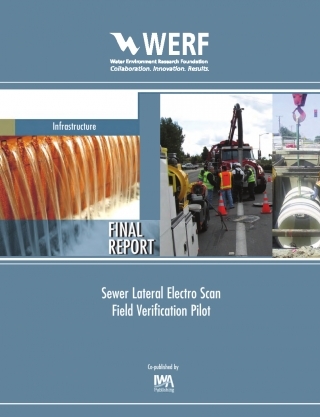 WERF
Water Environment Research Foundation
Collaboration. Innovation. Results.
Infrastructure
FINAL
REPORT
Sewer Lateral Electro Scan
Field Verification Pilot
Co-published by
IWA
Publishing